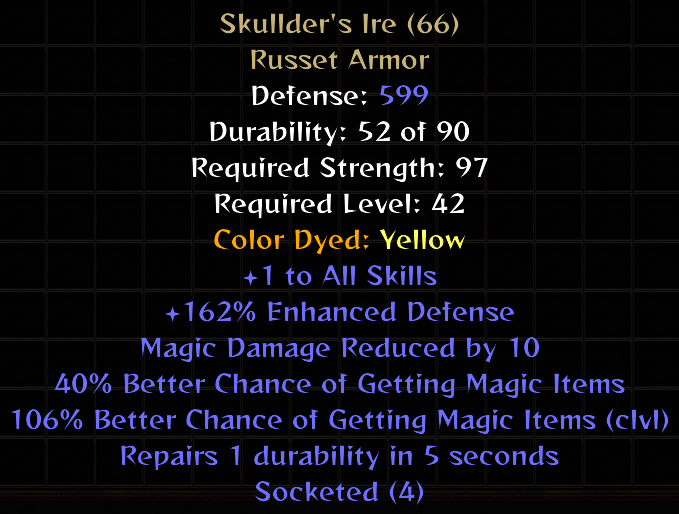 Skullder's Ire (66)
Russet Armor
Defense: 599
Durability: 52 of 90
Required Strength: 97
Required Level: 42
Color Dyed: Yellow
+1 to All Skills
+162% Enhanced Defense
Magic Damage Reduced by 10
40% Better Chance of Getting Magic Items
106% Better Chance of Getting Magic Items (clvl)
Repairs 1 durability in 5 seconds
Socketed (4)